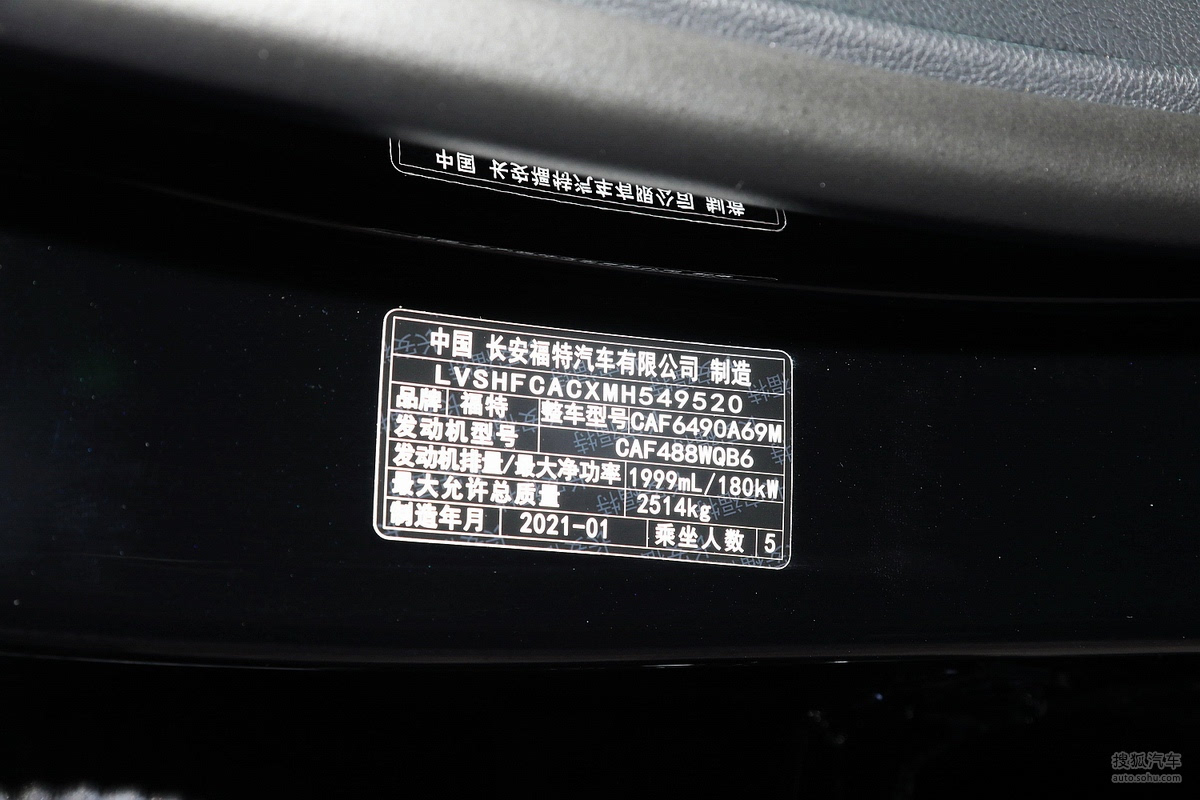 中国 长安福特汽车有限公司 制造
LVSHFCACXMH549520
品牌 福特 整车型号 CAF6490A69M
发动机型号 CAF488WQB6
发动机排量/最大净功率 1999mL/180kW
最大允许总质量 2514kg
制造年月 2021-01 乘坐人数 5
搜狐汽车
auto.sohu.com